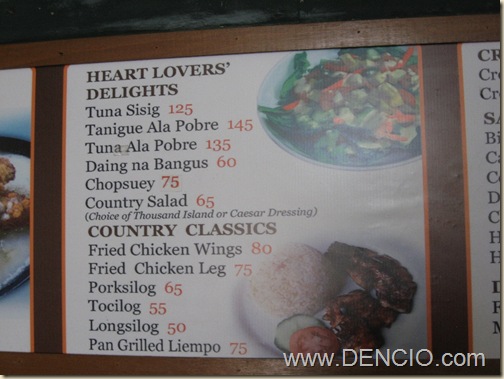 HEART LOVERS'
DELIGHTS
Tuna Sisig 125
Tanigue Ala Pobre 145
Tuna Ala Pobre 135
Daing na Bangus 60
Chopsuey 75
Country Salad 65
(Choice of Thousand Island or Caesar Dressing)
COUNTRY CLASSICS
Fried Chicken Wings 80
Fried Chicken Leg 75
Porksilog 65
Tocilog 55
Longsilog 50
Pan Grilled Liempo 75
www.DENCIO.com